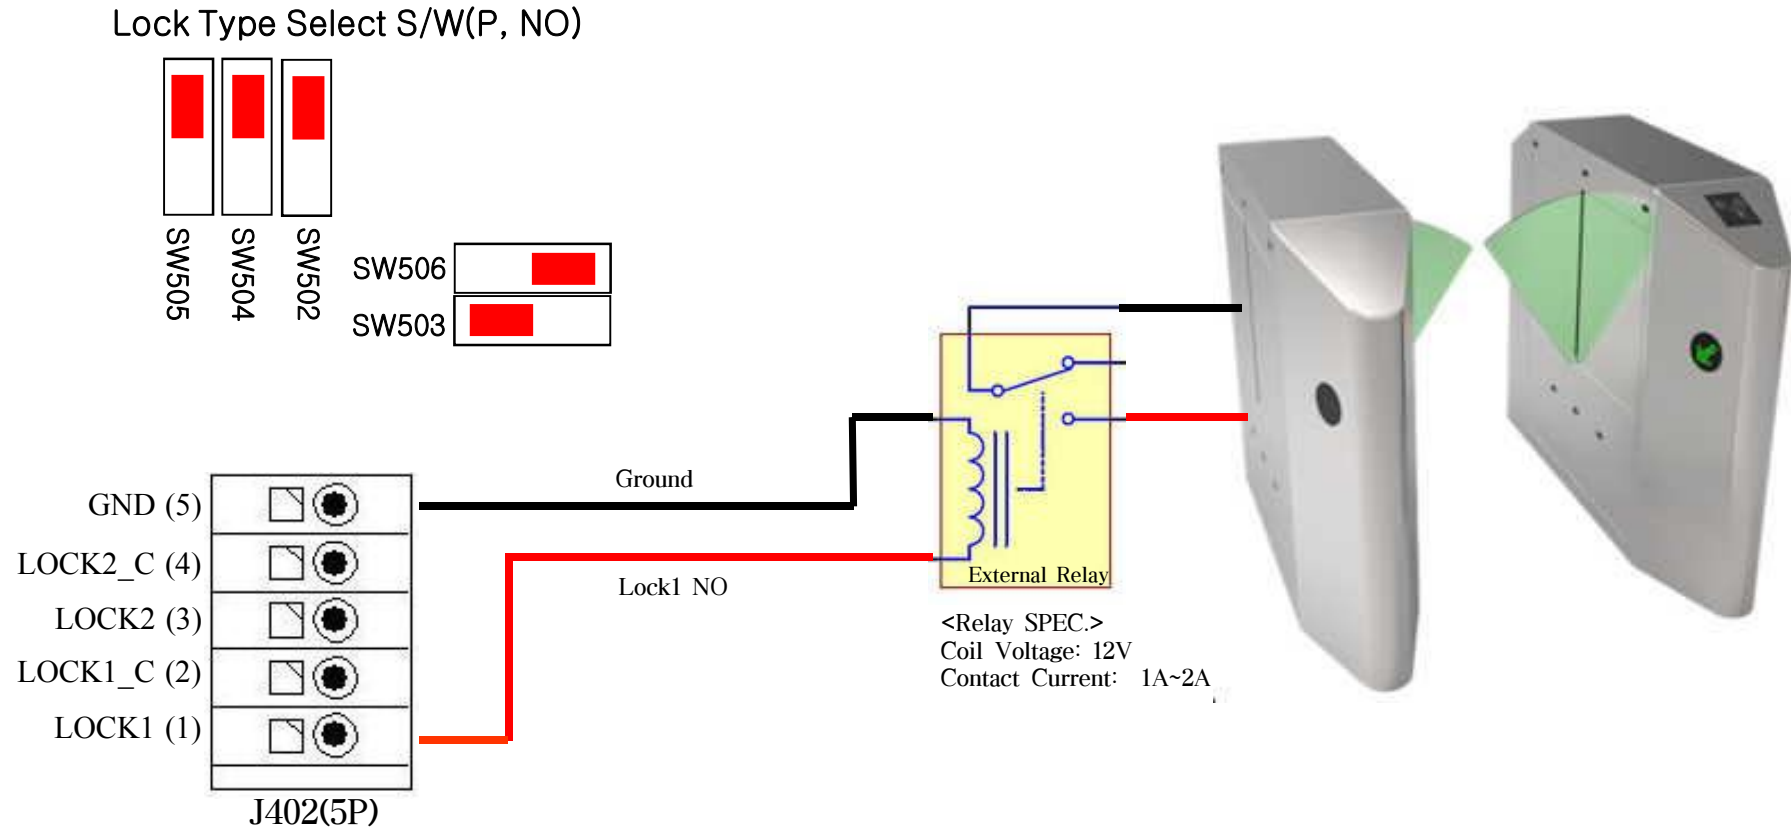 Lock Type Select S/W(P, NO)
SW505
SW504
SW502
SW506
SW503
GND (5)
LOCK2_C (4)
LOCK2 (3)
LOCK1_C (2)
LOCK1 (1)
J402(5P)
Ground
Lock1 NO
External Relay
<Relay SPEC.>
Coil Voltage: 12V
Contact Current: 1A~2A